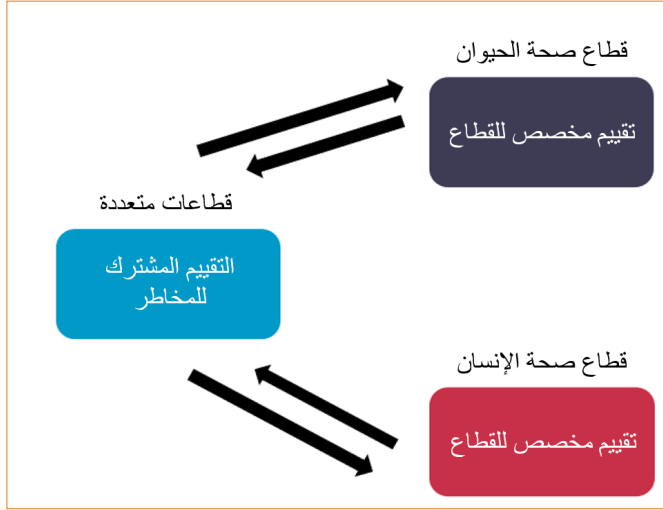 قطاع صحة الحيوان
تقييم مخصص للقطاع
قطاعات متعددة
التقييم المشترك
للمخاطر
قطاع صحة الإنسان
تقييم مخصص للقطاع